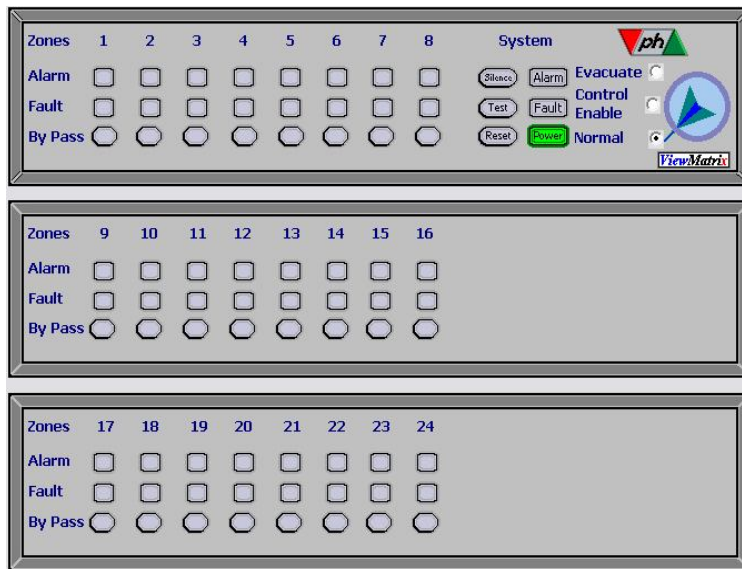 Zones 1 2 3 4 5 6 7 8 System ph
Alarm Silence Alarm Evacuate
Fault Test Fault Control Enable
By Pass Reset Power Normal
ViewMatrix
Zones 9 10 11 12 13 14 15 16
Alarm
Fault
By Pass
Zones 17 18 19 20 21 22 23 24
Alarm
Fault
By Pass